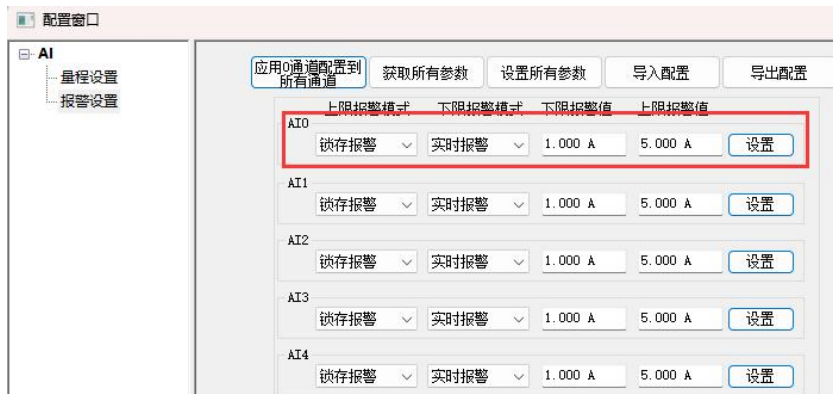 配置窗口
AI
量程设置
报警设置
应用0通道配置到所有通道 获取所有参数 设置所有参数 导入配置 导出配置
上限报警模式 下限报警模式 下限报警值 上限报警值
AI0
锁存报警 实时报警 1.000 A 5.000 A 设置
AI1
锁存报警 实时报警 1.000 A 5.000 A 设置
AI2
锁存报警 实时报警 1.000 A 5.000 A 设置
AI3
锁存报警 实时报警 1.000 A 5.000 A 设置
AI4
锁存报警 实时报警 1.000 A 5.000 A 设置